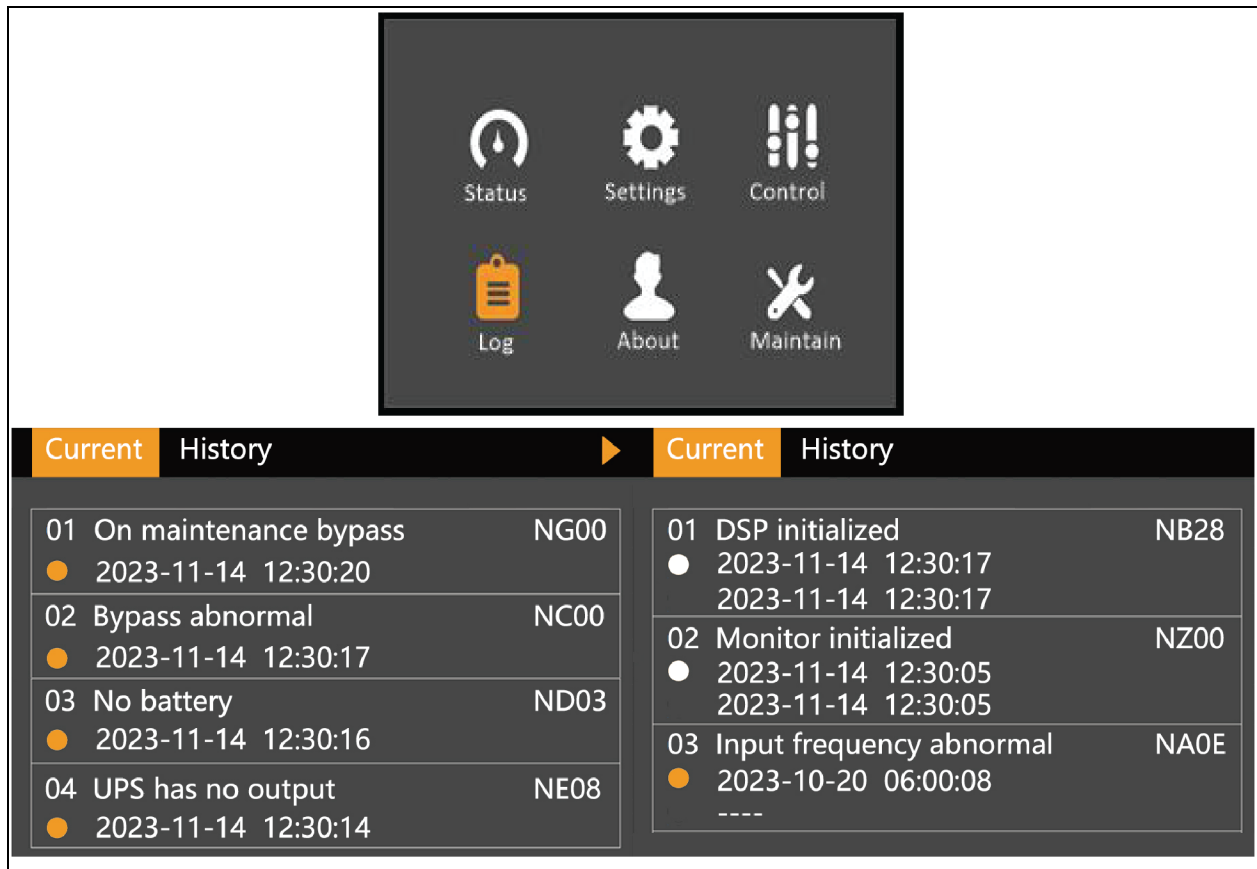 Status Settings Control
Log About Maintain
Current History
01 On maintenance bypass NG00
2023-11-14 12:30:20
02 Bypass abnormal NC00
2023-11-14 12:30:17
03 No battery ND03
2023-11-14 12:30:16
04 UPS has no output NE08
2023-11-14 12:30:14
Current History
01 DSP initialized NB28
2023-11-14 12:30:17
2023-11-14 12:30:17
02 Monitor initialized NZ00
2023-11-14 12:30:05
2023-11-14 12:30:05
03 Input frequency abnormal NA0E
2023-10-20 06:00:08
----